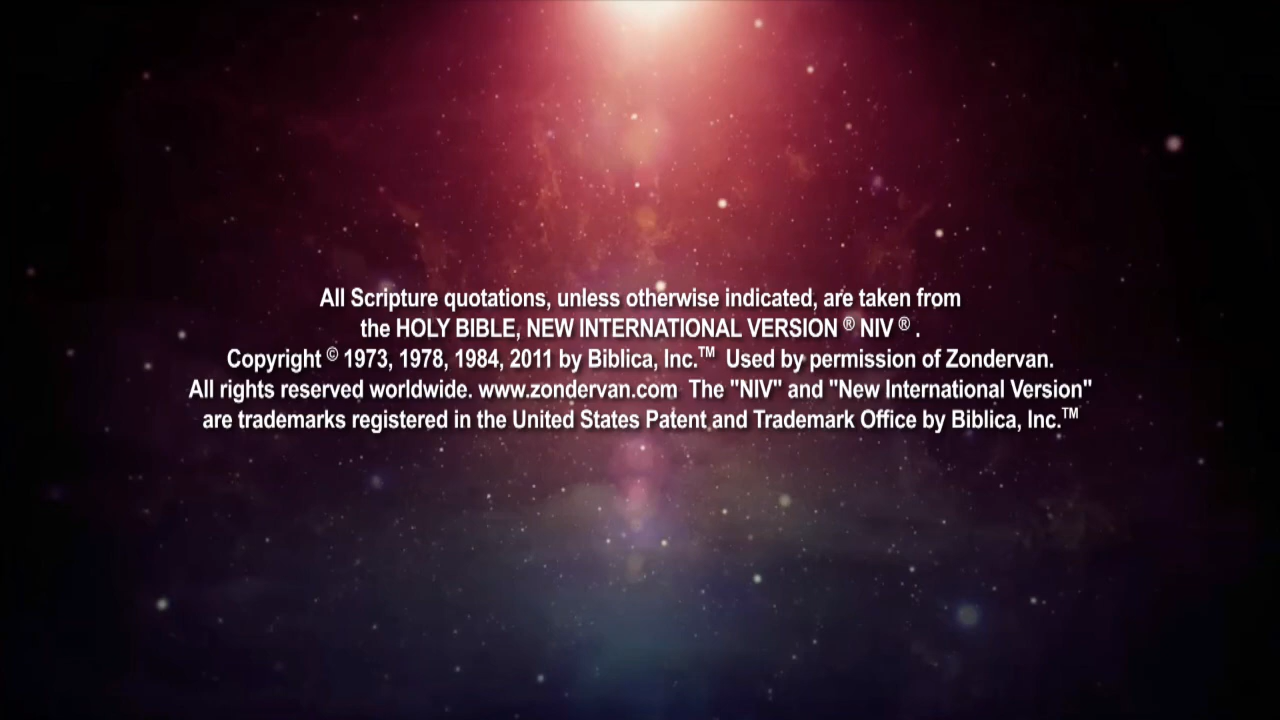 All Scripture quotations, unless otherwise indicated, are taken from
the HOLY BIBLE, NEW INTERNATIONAL VERSION ® NIV ® .
Copyright © 1973, 1978, 1984, 2011 by Biblica, Inc.™ Used by permission of Zondervan.
All rights reserved worldwide. www.zondervan.com The "NIV" and "New International Version"
are trademarks registered in the United States Patent and Trademark Office by Biblica, Inc.™